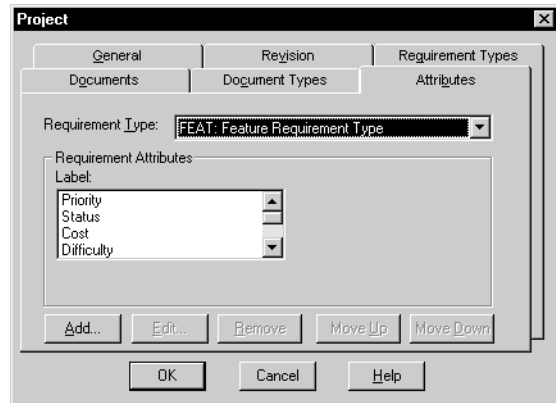 Project
General Revision Requirement Types
Documents Document Types Attributes
Requirement Type: FEAT: Feature Requirement Type
Requirement Attributes
Label:
Priority
Status
Cost
Difficulty
Add... Edit... Remove Move Up Move Down
OK Cancel Help